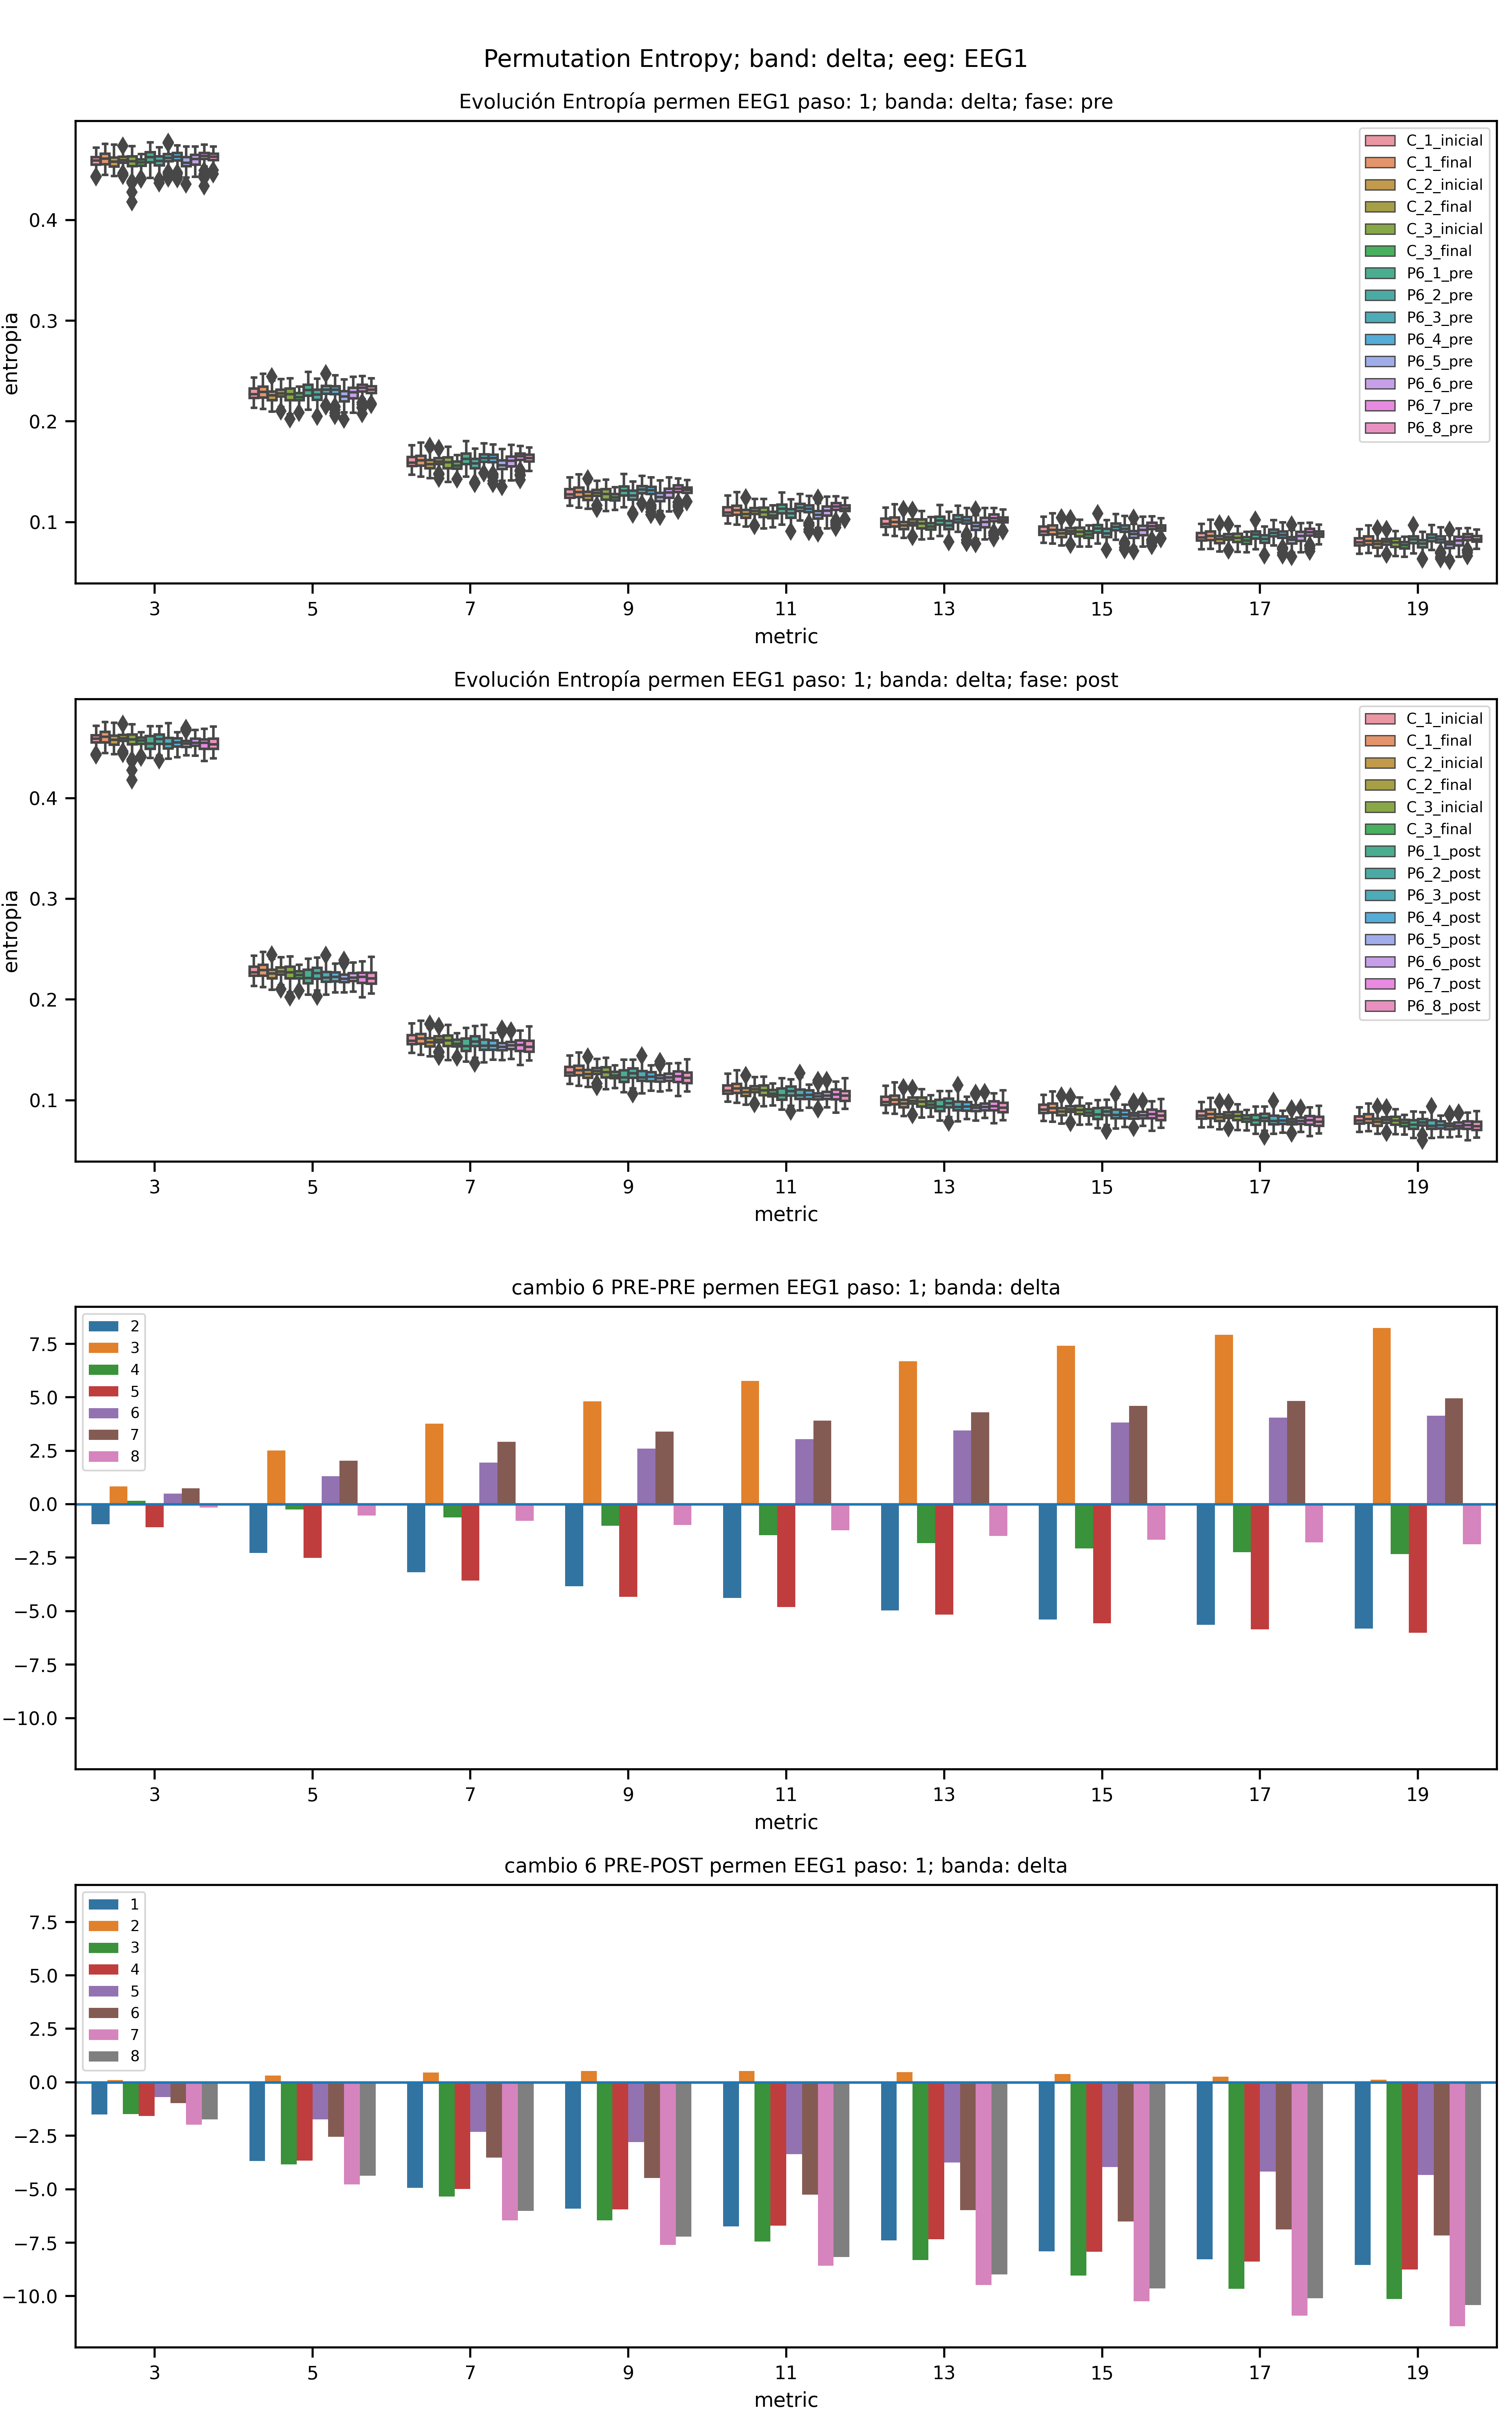 Permutation Entropy; band: delta; eeg: EEG1
Evolución Entropía permen EEG1 paso: 1; banda: delta; fase: pre
C_1_inicial
C_1_final
C_2_inicial
C_2_final
C_3_inicial
C_3_final
P6_1_pre
P6_2_pre
P6_3_pre
P6_4_pre
P6_5_pre
P6_6_pre
P6_7_pre
P6_8_pre
0.4
0.3
0.2
0.1
entropia
3 5 7 9 11 13 15 17 19
metric
Evolución Entropía permen EEG1 paso: 1; banda: delta; fase: post
C_1_inicial
C_1_final
C_2_inicial
C_2_final
C_3_inicial
C_3_final
P6_1_post
P6_2_post
P6_3_post
P6_4_post
P6_5_post
P6_6_post
P6_7_post
P6_8_post
0.4
0.3
0.2
0.1
entropia
3 5 7 9 11 13 15 17 19
metric
cambio 6 PRE-PRE permen EEG1 paso: 1; banda: delta
2
3
4
5
6
7
8
7.5
5.0
2.5
0.0
−2.5
−5.0
−7.5
−10.0
3 5 7 9 11 13 15 17 19
metric
cambio 6 PRE-POST permen EEG1 paso: 1; banda: delta
1
2
3
4
5
6
7
8
7.5
5.0
2.5
0.0
−2.5
−5.0
−7.5
−10.0
3 5 7 9 11 13 15 17 19
metric